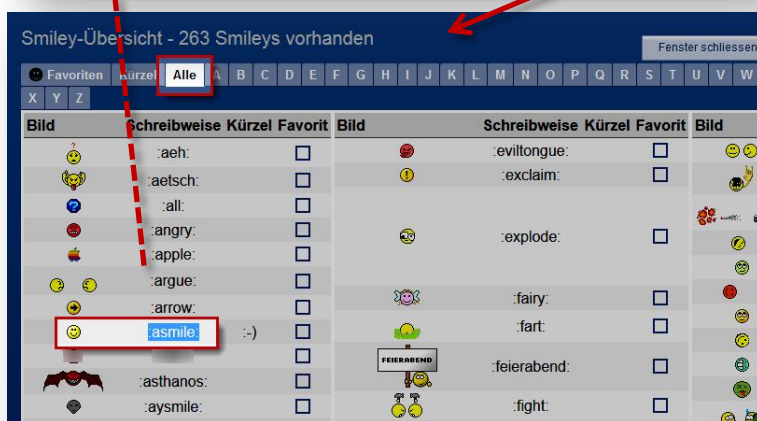 Smiley-Übersicht - 263 Smileys vorhanden
Fenster schliessen
Favoriten Kürzel Alle A B C D E F G H I J K L M N O P Q R S T U V W
X Y Z
Bild Schreibweise Kürzel Favorit Bild Schreibweise Kürzel Favorit Bild
:aeh:
:aetsch:
:all:
:angry:
:apple:
:argue:
:arrow:
:asmile: :-)
:asthanos:
:aysmile:
:eviltongue:
:exclaim:
:explode:
:fairy:
:fart:
FEIERABEND :feierabend:
:fight: